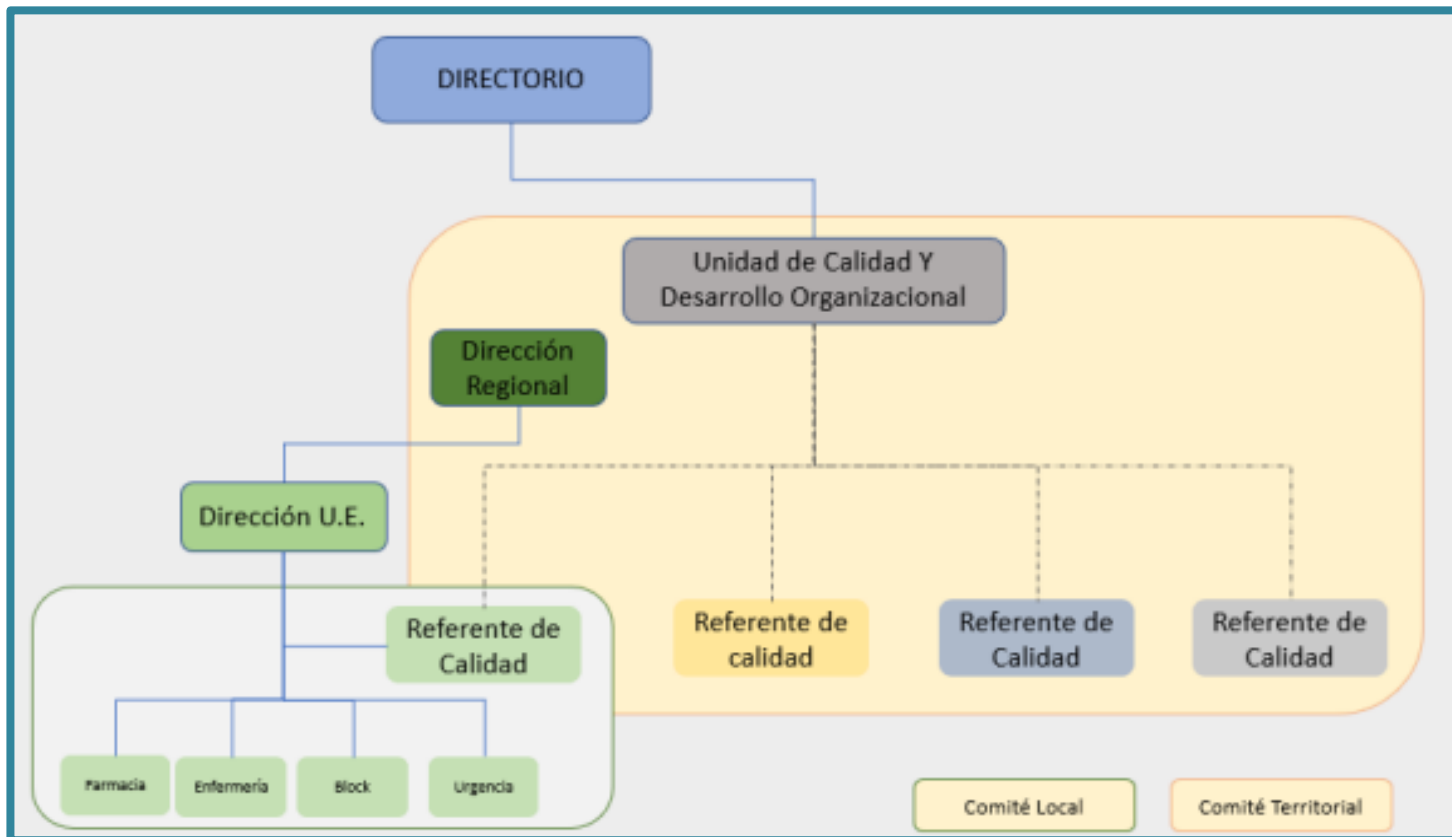 DIRECTORIO
Unidad de Calidad Y
Desarrollo Organizacional
Dirección
Regional
Dirección U.E.
Referente de
Calidad
Referente de
calidad
Referente de
Calidad
Referente de
Calidad
Farmacia
Enfermería
Block
Urgencia
Comité Local
Comité Territorial